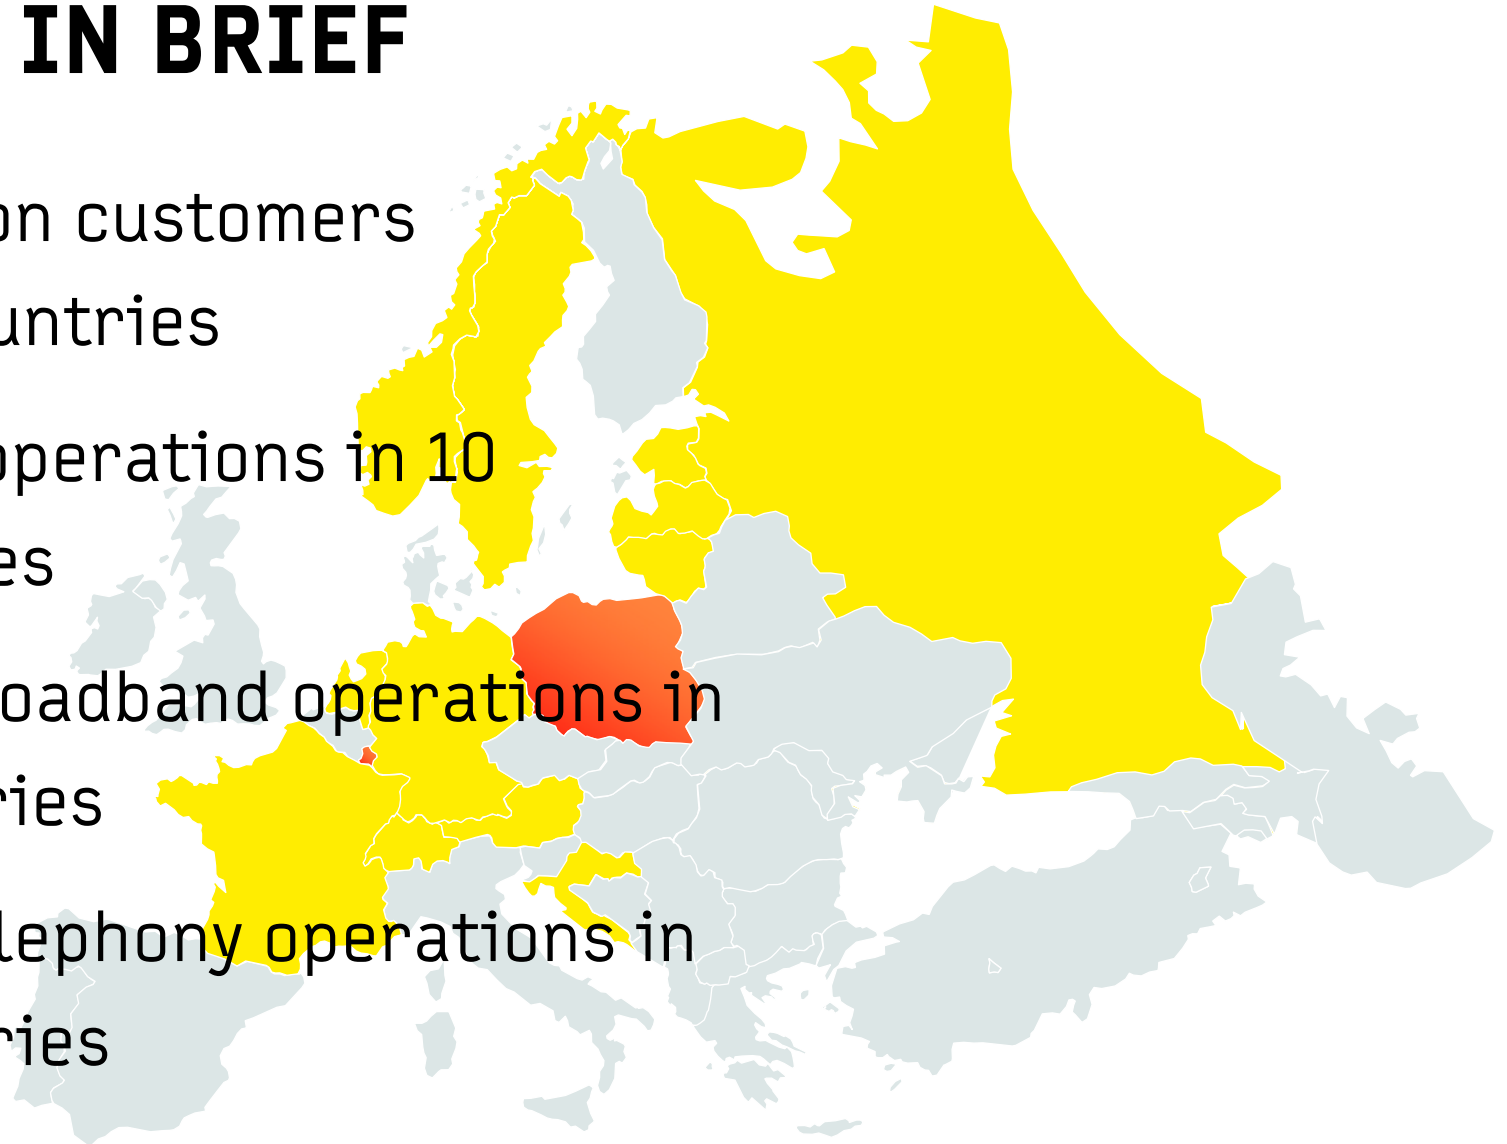 IN BRIEF
on customers
untries
operations in 10
es
oadband operations in
ries
lephony operations in
ries